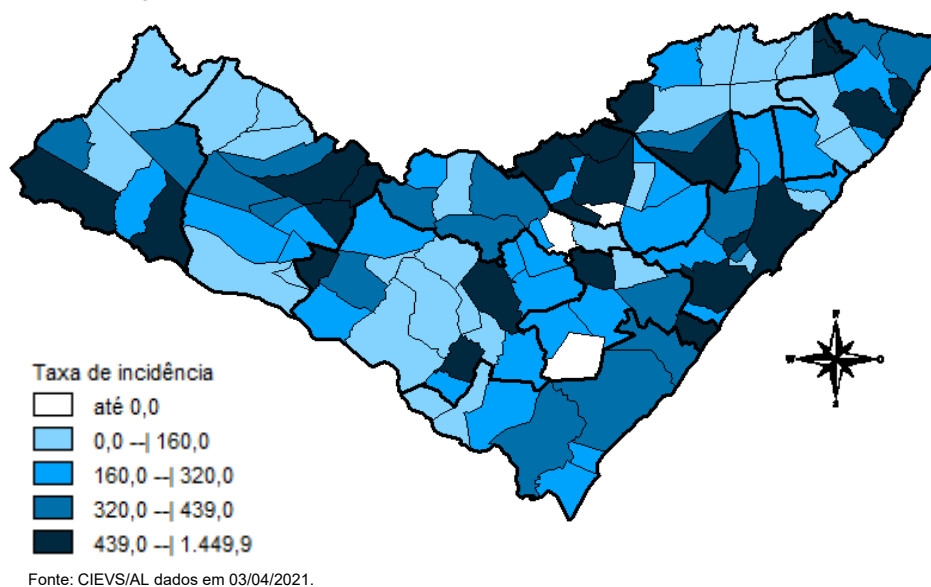 Taxa de incidência
até 0,0
0,0 --| 160,0
160,0 --| 320,0
320,0 --| 439,0
439,0 --| 1.449,9
W
O
Fonte: CIEVS/AL dados em 03/04/2021.